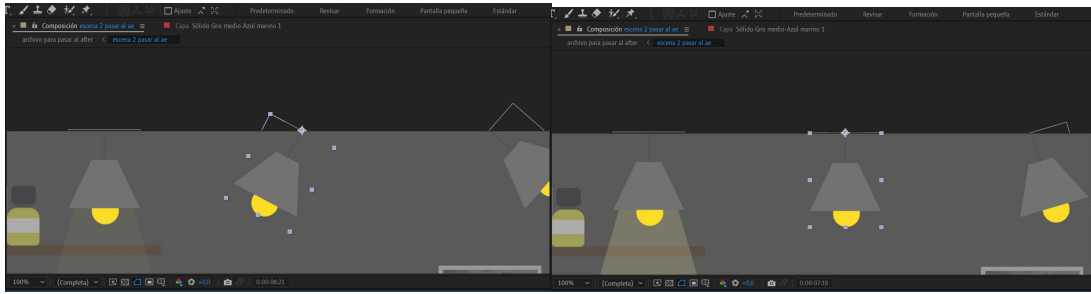 Ajuste Predeterminado Revisar Formación Pantalla pequeña Estándar
Composición escena 2 pasar al ae Capa Sólido Gris medio-Azul marino 1
archivo para pasar al after < escena 2 pasar al ae
100% (Completa) +0,0 0:00:06:21
Ajuste Predeterminado Revisar Formación Pantalla pequeña Estándar
Composición escena 2 pasar al ae Capa Sólido Gris medio-Azul marino 1
archivo para pasar al after < escena 2 pasar al ae
100% (Completa) +0,0 0:00:07:18